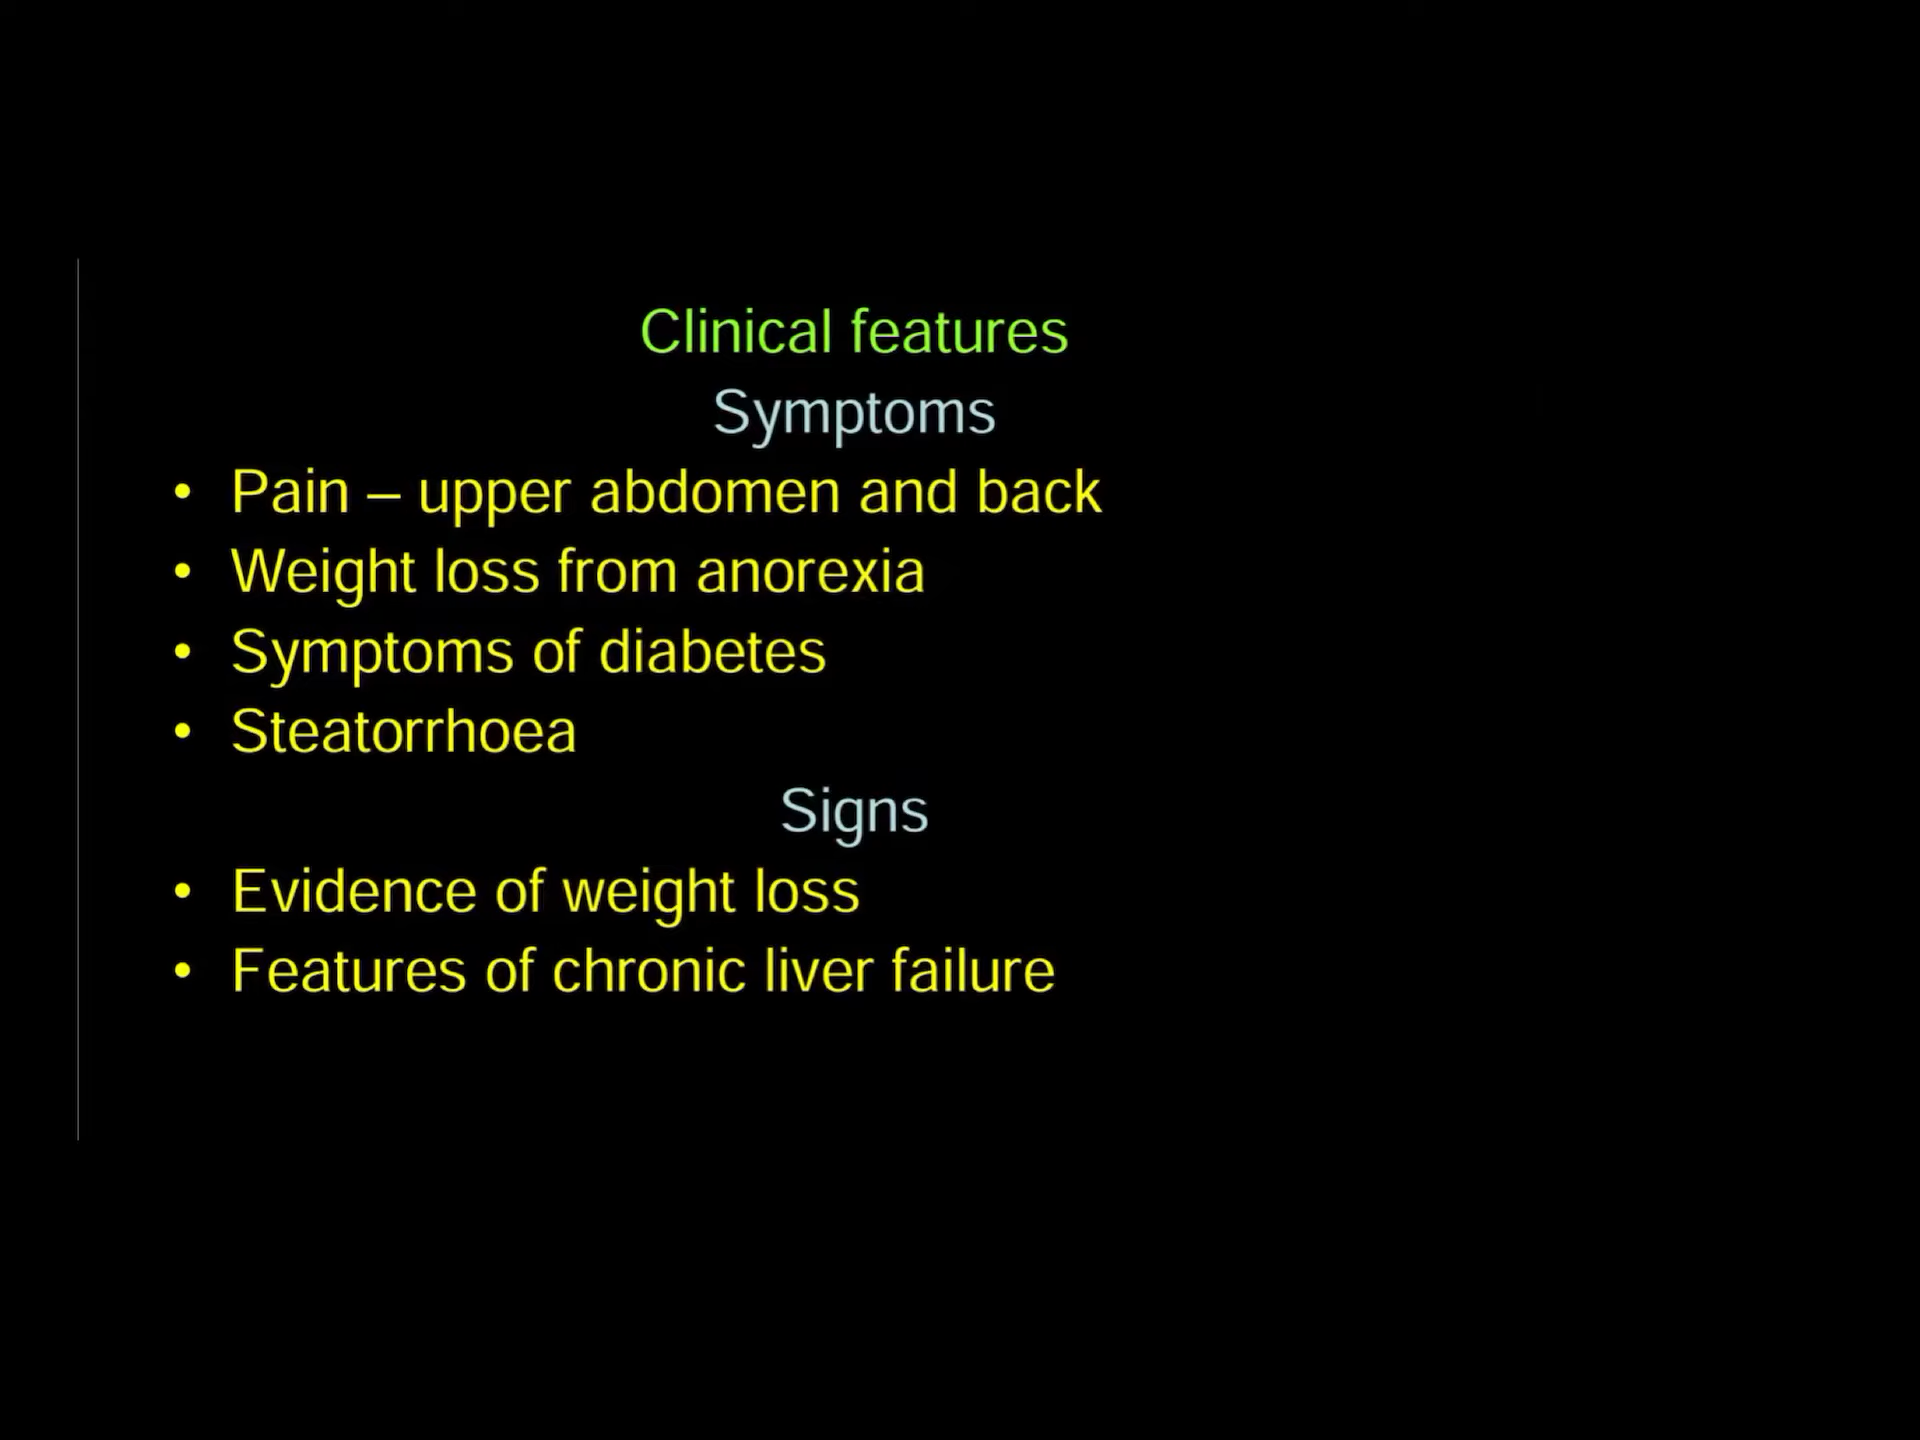 Clinical features
Symptoms
• Pain – upper abdomen and back
• Weight loss from anorexia
• Symptoms of diabetes
• Steatorrhoea
Signs
• Evidence of weight loss
• Features of chronic liver failure